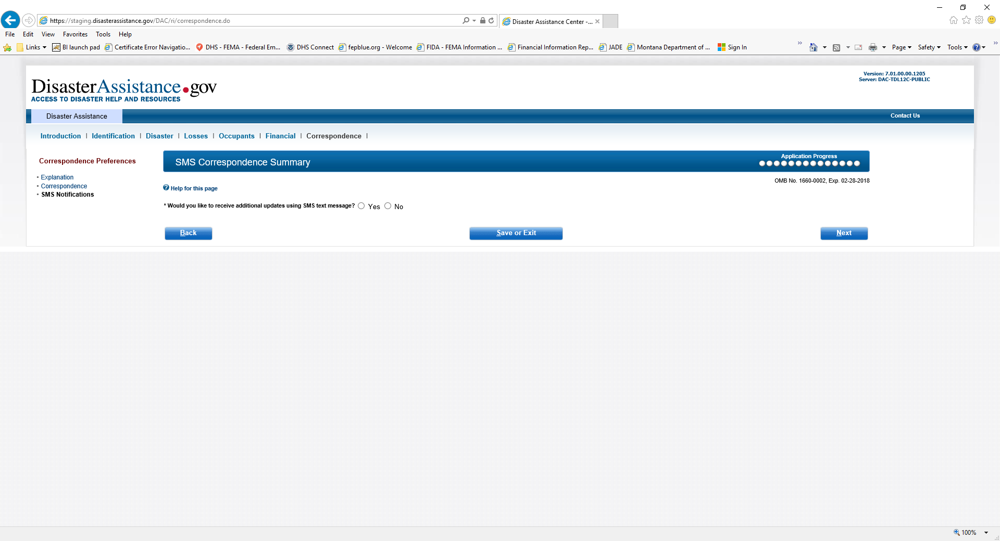 https://staging.disasterassistance.gov/DAC/ri/correspondence.do
Disaster Assistance Center -...
File Edit View Favorites Tools Help
Links BI launch pad Certificate Error Navigatio... DHS - FEMA - Federal Em... DHS Connect fepblue.org - Welcome FIDA - FEMA Information ... Financial Information Rep... JADE Montana Department of ... Sign In » Page Safety Tools »
Version: 7.01.00.00.1205
Server: DAC-TDL12C-PUBLIC
DisasterAssistance.gov
ACCESS TO DISASTER HELP AND RESOURCES
Disaster Assistance Contact Us
Introduction | Identification | Disaster | Losses | Occupants | Financial | Correspondence |
Correspondence Preferences
• Explanation
• Correspondence
• SMS Notifications
SMS Correspondence Summary
Application Progress
OMB No. 1660-0002, Exp. 02-28-2018
Help for this page
* Would you like to receive additional updates using SMS text message? Yes No
Back Save or Exit Next
100%